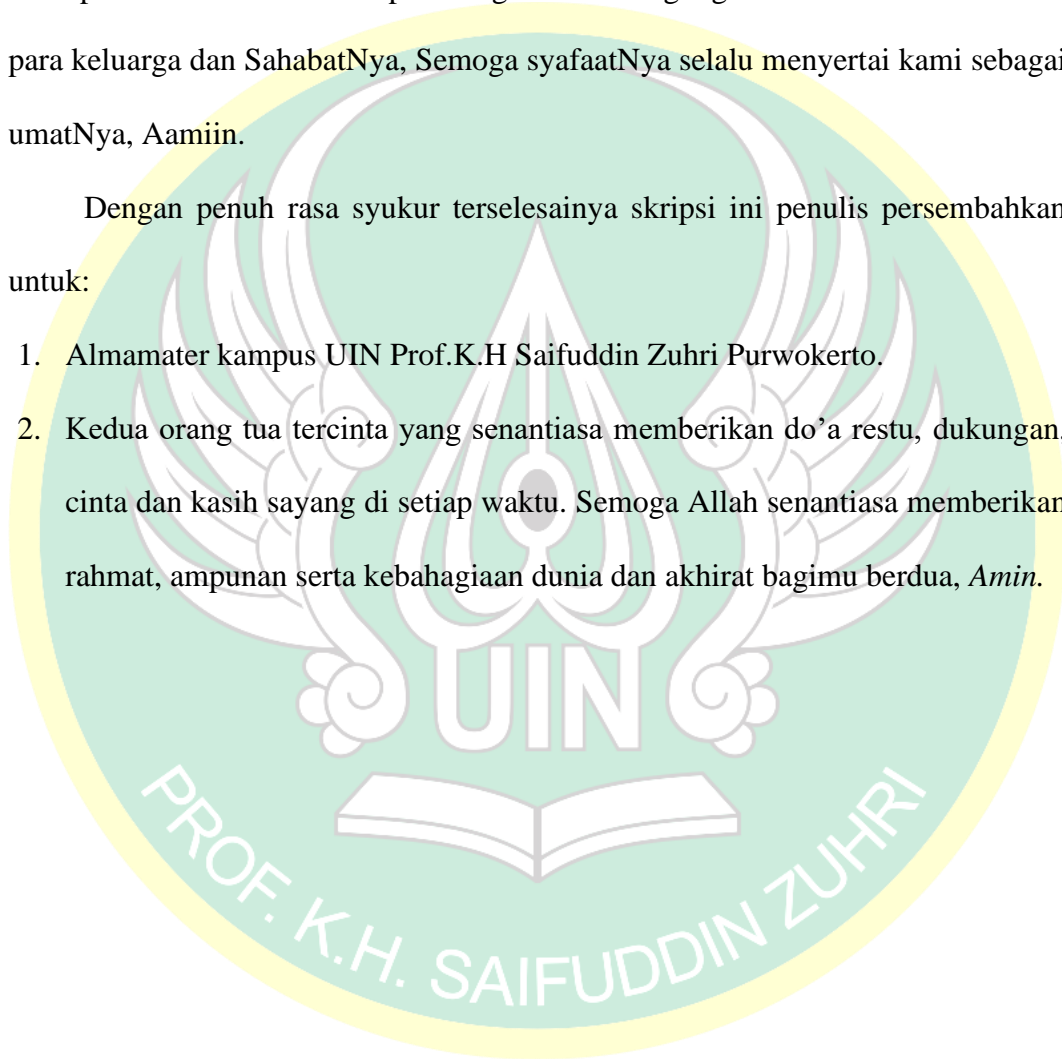 para keluarga dan SahabatNya, Semoga syafaatNya selalu menyertai kami sebagai
umatNya, Aamiin.
Dengan penuh rasa syukur terselesainya skripsi ini penulis persembahkan
untuk:
1. Almamater kampus UIN Prof.K.H Saifuddin Zuhri Purwokerto.
2. Kedua orang tua tercinta yang senantiasa memberikan do’a restu, dukungan,
cinta dan kasih sayang di setiap waktu. Semoga Allah senantiasa memberikan
rahmat, ampunan serta kebahagiaan dunia dan akhirat bagimu berdua, Amin.
UIN
PROF. K.H. SAIFUDDIN ZUHRI